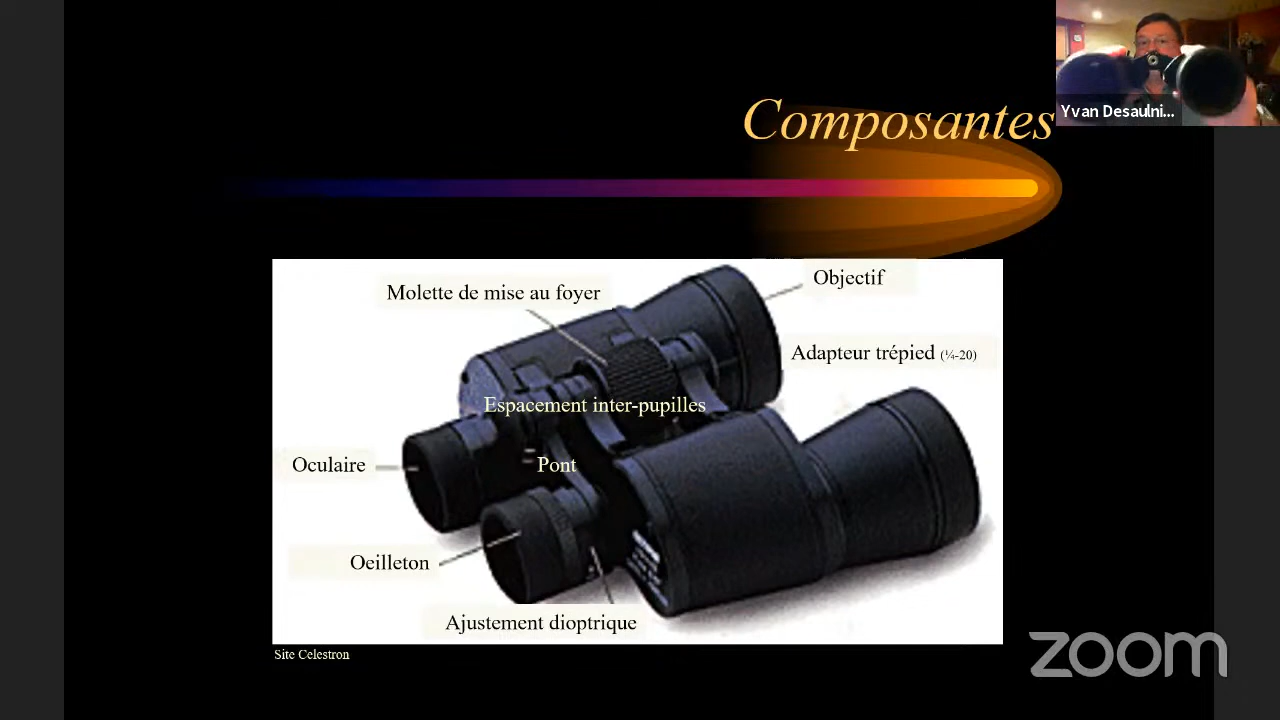 Yvan Desaulni...
Composantes
Objectif
Molette de mise au foyer
Adapteur trépied (¼-20)
Espacement inter-pupilles
Oculaire
Pont
Oeilleton
Ajustement dioptrique
Site Celestron
zoom